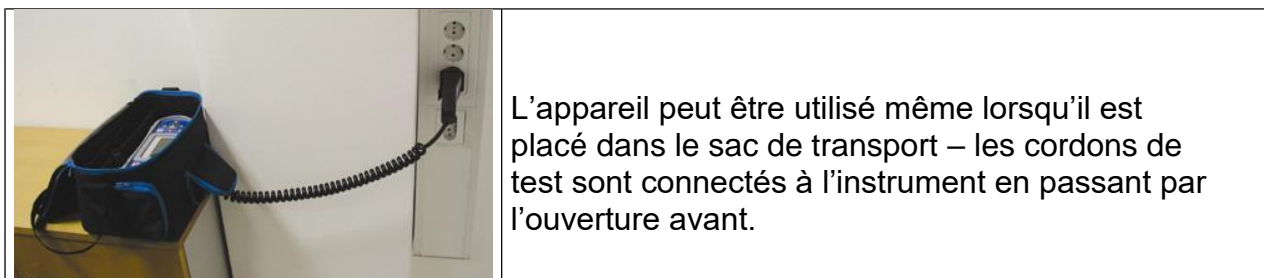 L’appareil peut être utilisé même lorsqu’il est
placé dans le sac de transport – les cordons de
test sont connectés à l’instrument en passant par
l’ouverture avant.